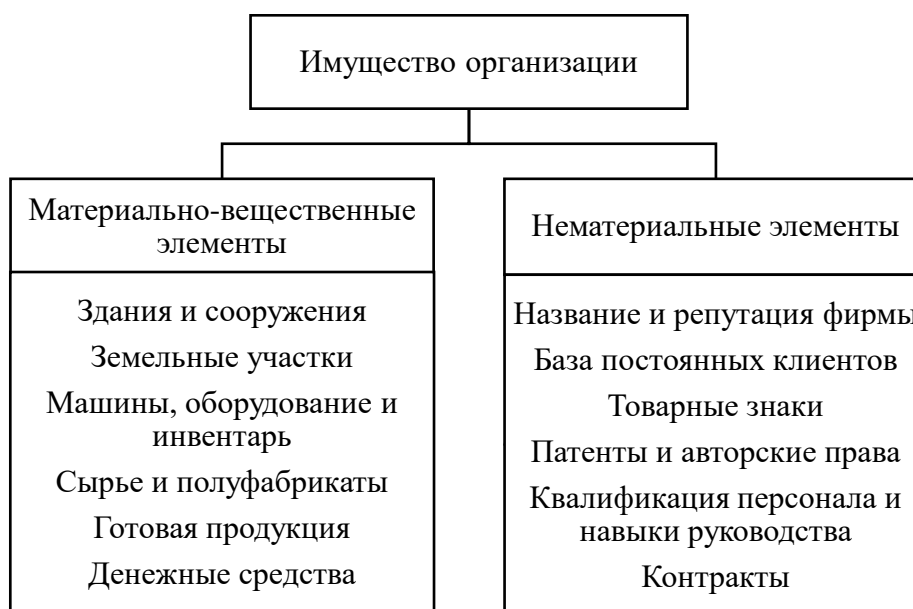 Имущество организации
Материально-вещественные
элементы
Здания и сооружения
Земельные участки
Машины, оборудование и
инвентарь
Сырье и полуфабрикаты
Готовая продукция
Денежные средства
Нематериальные элементы
Название и репутация фирмы
База постоянных клиентов
Товарные знаки
Патенты и авторские права
Квалификация персонала и
навыки руководства
Контракты